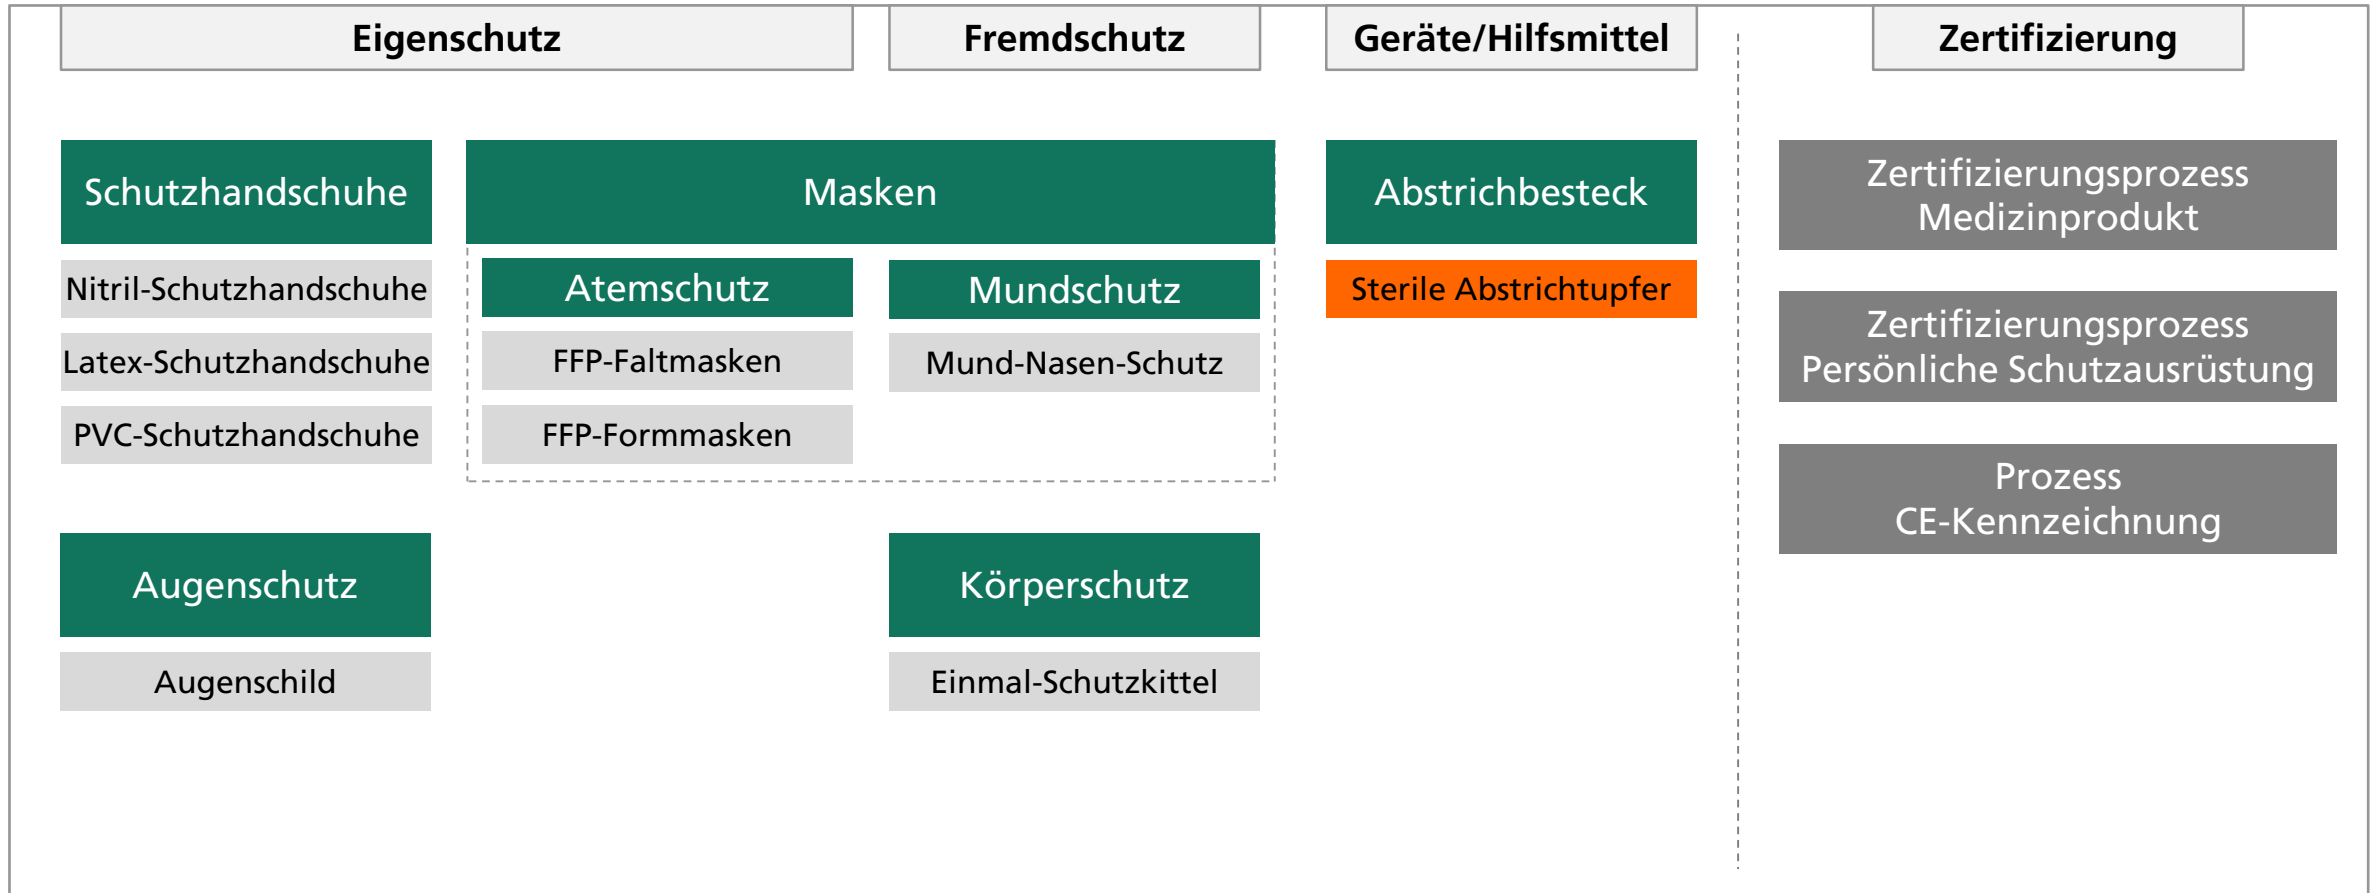 Eigenschutz
Fremdschutz
Geräte/Hilfsmittel
Zertifizierung
Schutzhandschuhe
Nitril-Schutzhandschuhe
Latex-Schutzhandschuhe
PVC-Schutzhandschuhe
Masken
Atemschutz
FFP-Faltmasken
FFP-Formmasken
Mundschutz
Mund-Nasen-Schutz
Abstrichbesteck
Sterile Abstrichtupfer
Augenschutz
Augenschild
Körperschutz
Einmal-Schutzkittel
Zertifizierungsprozess
Medizinprodukt
Zertifizierungsprozess
Persönliche Schutzausrüstung
Prozess
CE-Kennzeichnung